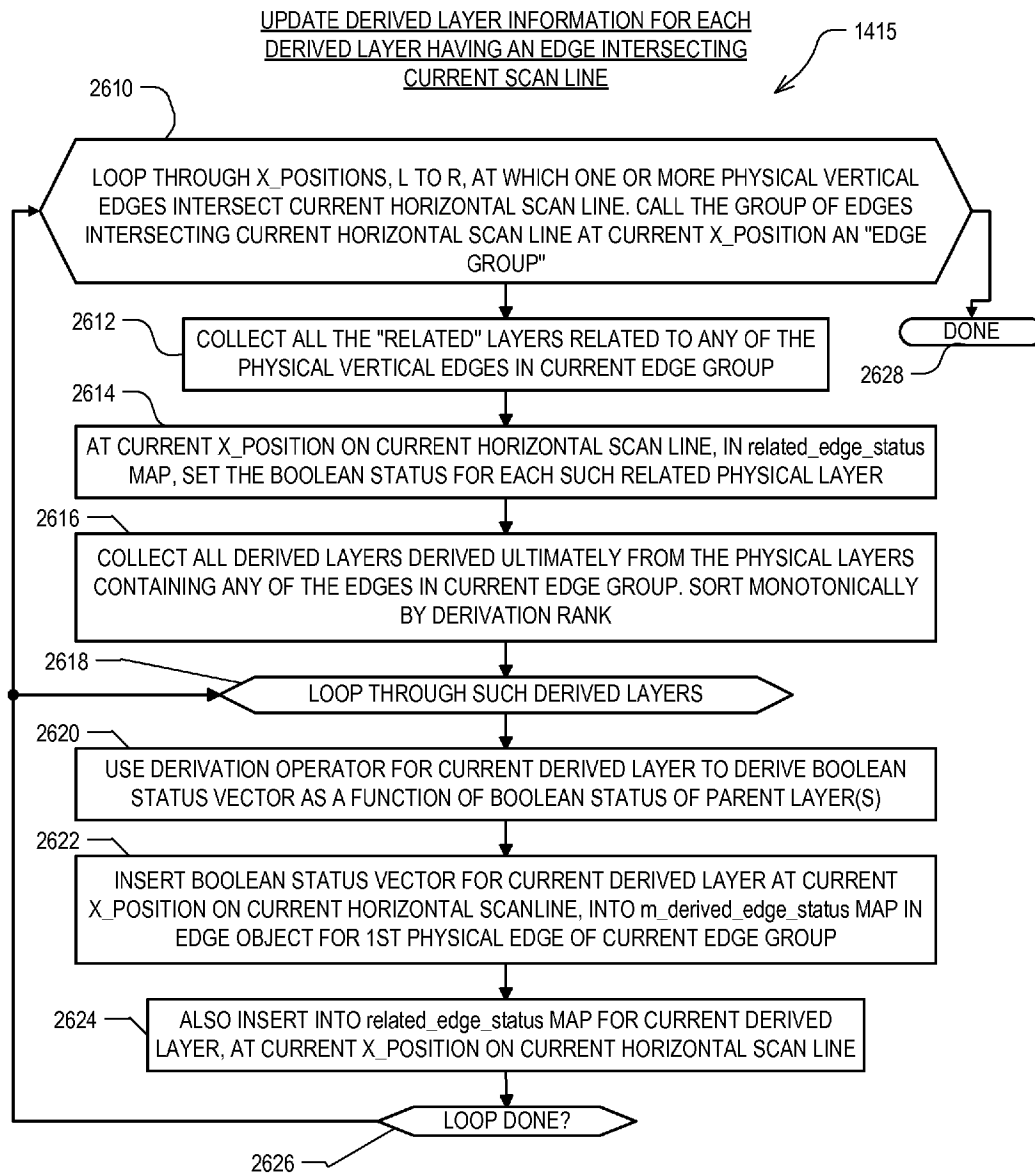 UPDATE DERIVED LAYER INFORMATION FOR EACH
DERIVED LAYER HAVING AN EDGE INTERSECTING
CURRENT SCAN LINE
1415
2610
LOOP THROUGH X_POSITIONS, L TO R, AT WHICH ONE OR MORE PHYSICAL VERTICAL
EDGES INTERSECT CURRENT HORIZONTAL SCAN LINE. CALL THE GROUP OF EDGES
INTERSECTING CURRENT HORIZONTAL SCAN LINE AT CURRENT X_POSITION AN "EDGE
GROUP"
2612
COLLECT ALL THE "RELATED" LAYERS RELATED TO ANY OF THE
PHYSICAL VERTICAL EDGES IN CURRENT EDGE GROUP
DONE
2628
2614
AT CURRENT X_POSITION ON CURRENT HORIZONTAL SCAN LINE, IN related_edge_status
MAP, SET THE BOOLEAN STATUS FOR EACH SUCH RELATED PHYSICAL LAYER
2616
COLLECT ALL DERIVED LAYERS DERIVED ULTIMATELY FROM THE PHYSICAL LAYERS
CONTAINING ANY OF THE EDGES IN CURRENT EDGE GROUP. SORT MONOTONICALLY
BY DERIVATION RANK
2618
LOOP THROUGH SUCH DERIVED LAYERS
2620
USE DERIVATION OPERATOR FOR CURRENT DERIVED LAYER TO DERIVE BOOLEAN
STATUS VECTOR AS A FUNCTION OF BOOLEAN STATUS OF PARENT LAYER(S)
2622
INSERT BOOLEAN STATUS VECTOR FOR CURRENT DERIVED LAYER AT CURRENT
X_POSITION ON CURRENT HORIZONTAL SCANLINE, INTO m_derived_edge_status MAP IN
EDGE OBJECT FOR 1ST PHYSICAL EDGE OF CURRENT EDGE GROUP
2624
ALSO INSERT INTO related_edge_status MAP FOR CURRENT DERIVED
LAYER, AT CURRENT X_POSITION ON CURRENT HORIZONTAL SCAN LINE
LOOP DONE?
2626